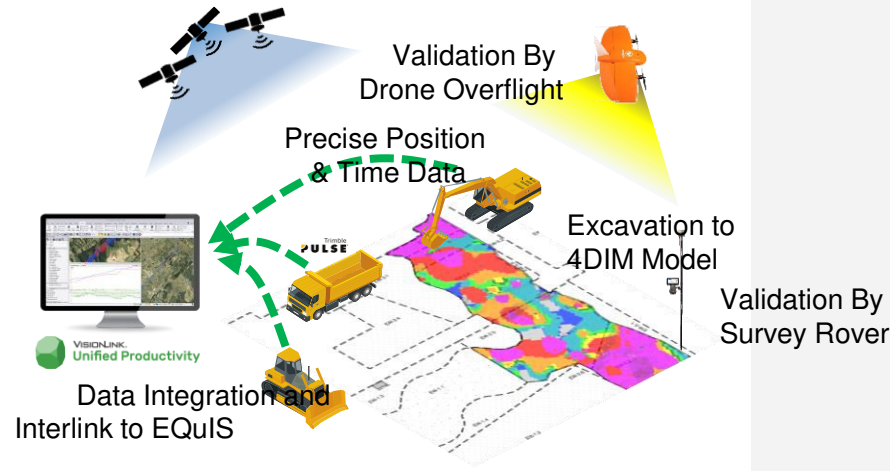 Validation By
Drone Overflight
Precise Position
& Time Data
Excavation to
4DIM Model
Trimble
PULSE
Validation By
Survey Rover
VISIONLINK.
Unified Productivity
Data Integration and
Interlink to EQuIS